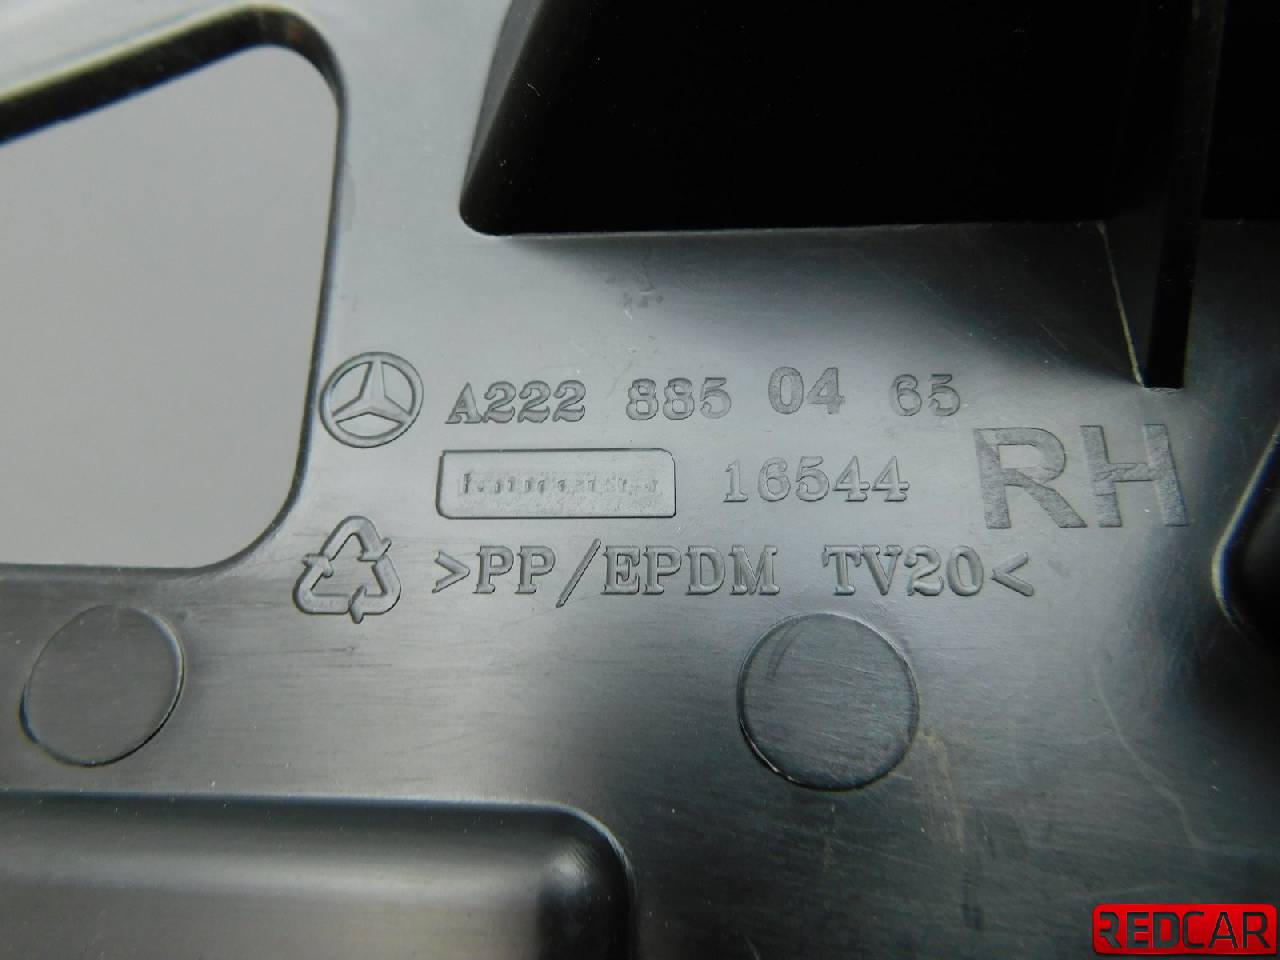 A222 885 04 65
16544
RH
>PP/EPDM TV20<
REDCAR